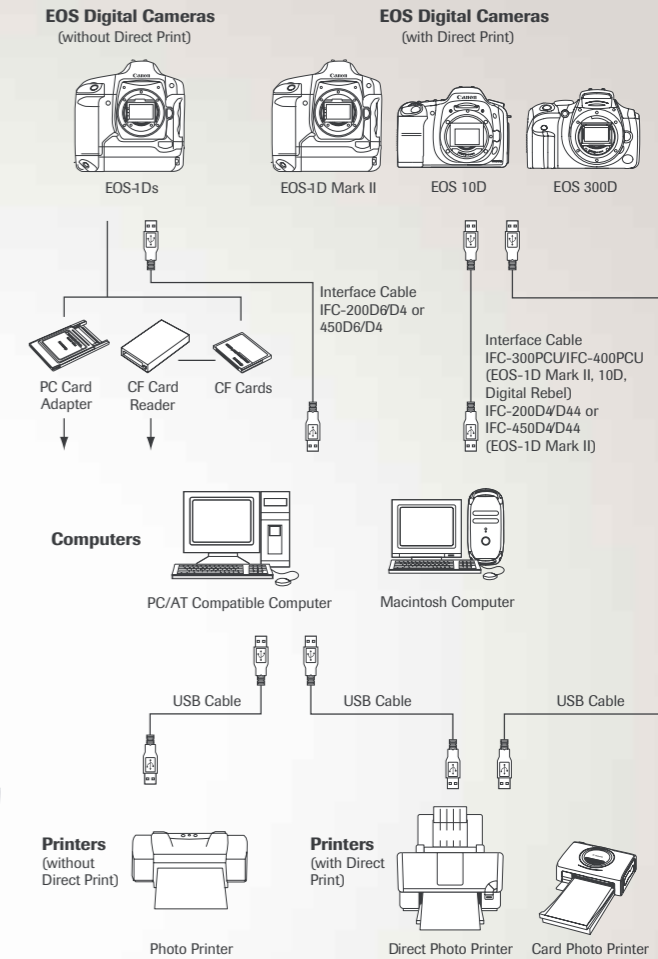 EOS Digital Cameras
(without Direct Print)
EOS Digital Cameras
(with Direct Print)
Canon
Canon
Canon
EOS-1Ds
EOS-1D Mark II
EOS 10D
EOS 300D
Interface Cable
IFC-200D6/D4 or
450D6/D4
Interface Cable
IFC-300PCU/IFC-400PCU
(EOS-1D Mark II, 10D,
Digital Rebel)
IFC-200D4/D44 or
IFC-450D4/D44
(EOS-1D Mark II)
PC Card
Adapter
CF Card
Reader
CF Cards
Computers
PC/AT Compatible Computer
Macintosh Computer
USB Cable
USB Cable
USB Cable
Printers
(without
Direct Print)
Printers
(with Direct
Print)
Photo Printer
Direct Photo Printer
Card Photo Printer